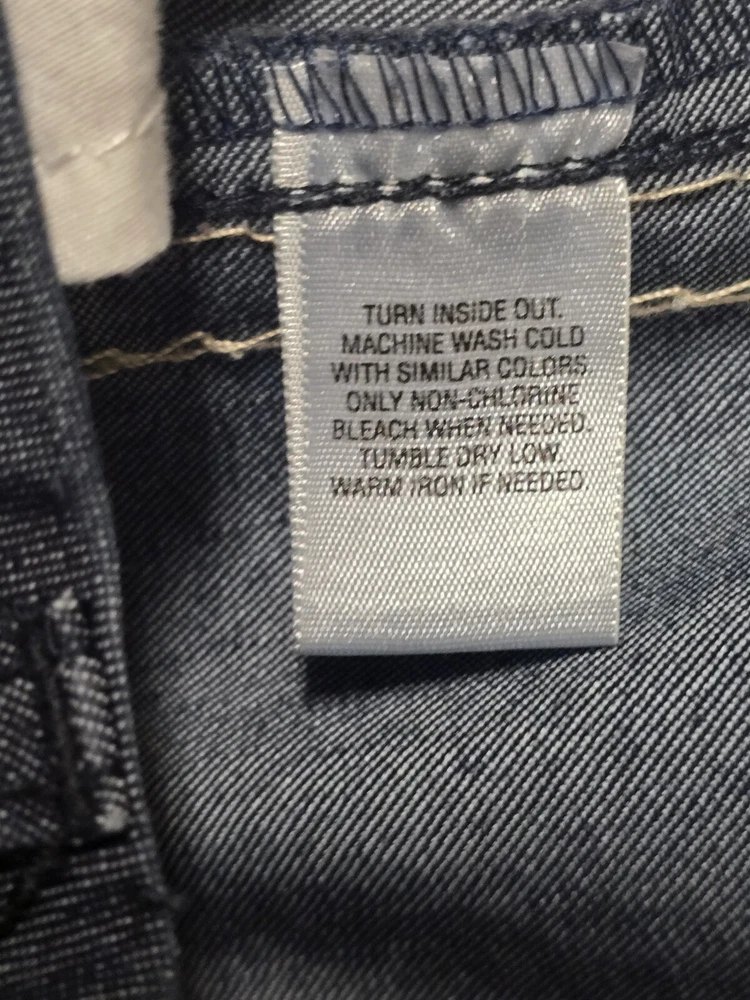 TURN INSIDE OUT.
MACHINE WASH COLD
WITH SIMILAR COLORS.
ONLY NON-CHLORINE
BLEACH WHEN NEEDED.
TUMBLE DRY LOW.
WARM IRON IF NEEDED.